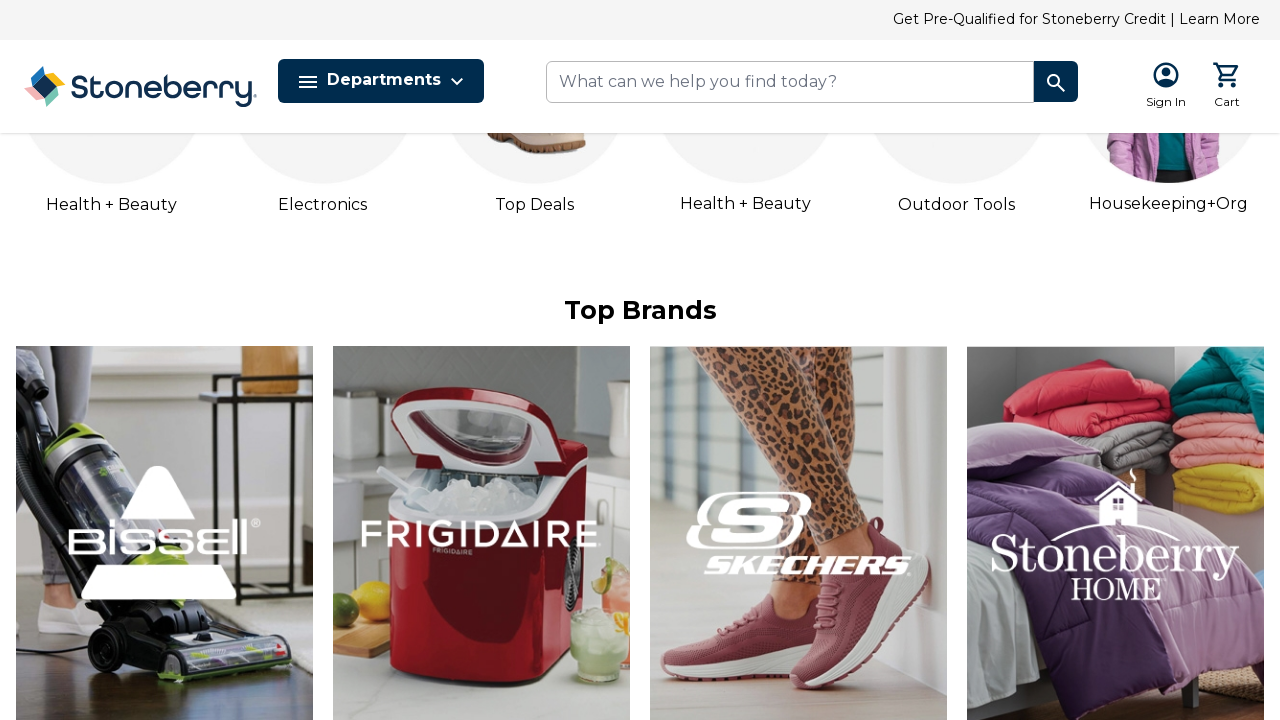 Get Pre-Qualified for Stoneberry Credit | Learn More
Stoneberry
Departments
What can we help you find today?
Sign In
Cart
Health + Beauty
Electronics
Top Deals
Health + Beauty
Outdoor Tools
Housekeeping+Org
Top Brands
BISSELL®
FRIGIDAIRE
FRIGIDAIRE
SKECHERS
Stoneberry
HOME